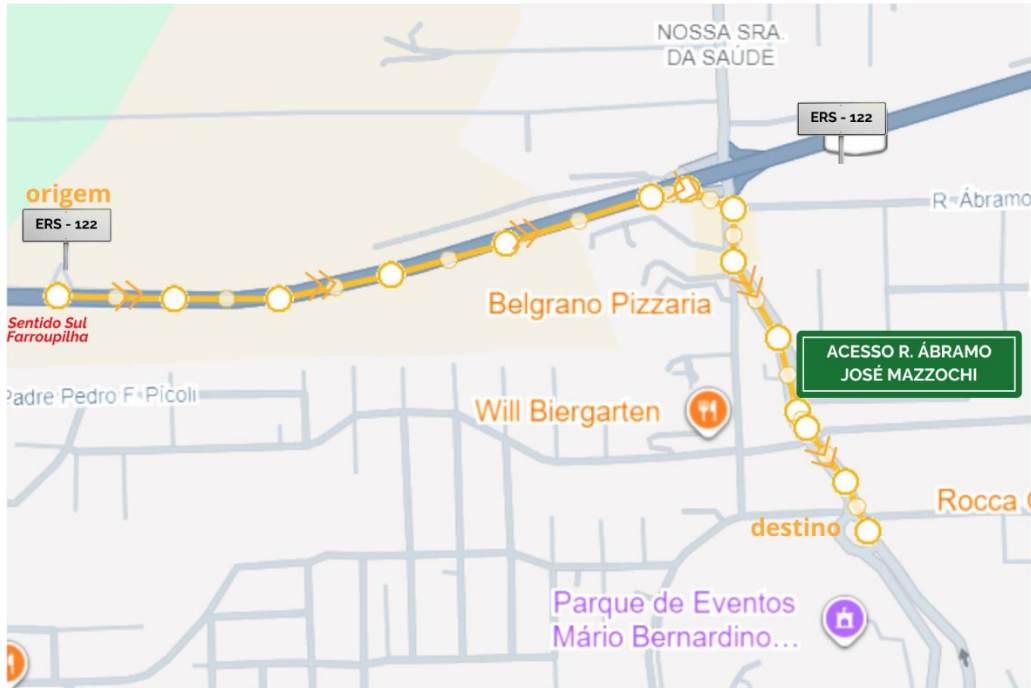 NOSSA SRA.
DA SAÚDE
ERS - 122
origem
ERS - 122
R. Ábramo
Sentido Sul
Farroupilha
Belgrano Pizzaria
ACESSO R. ÁBRAMO
JOSÉ MAZZOCHI
Padre Pedro F. Pícoli
Will Biergarten
Rocca
destino
Parque de Eventos
Mário Bernardino...